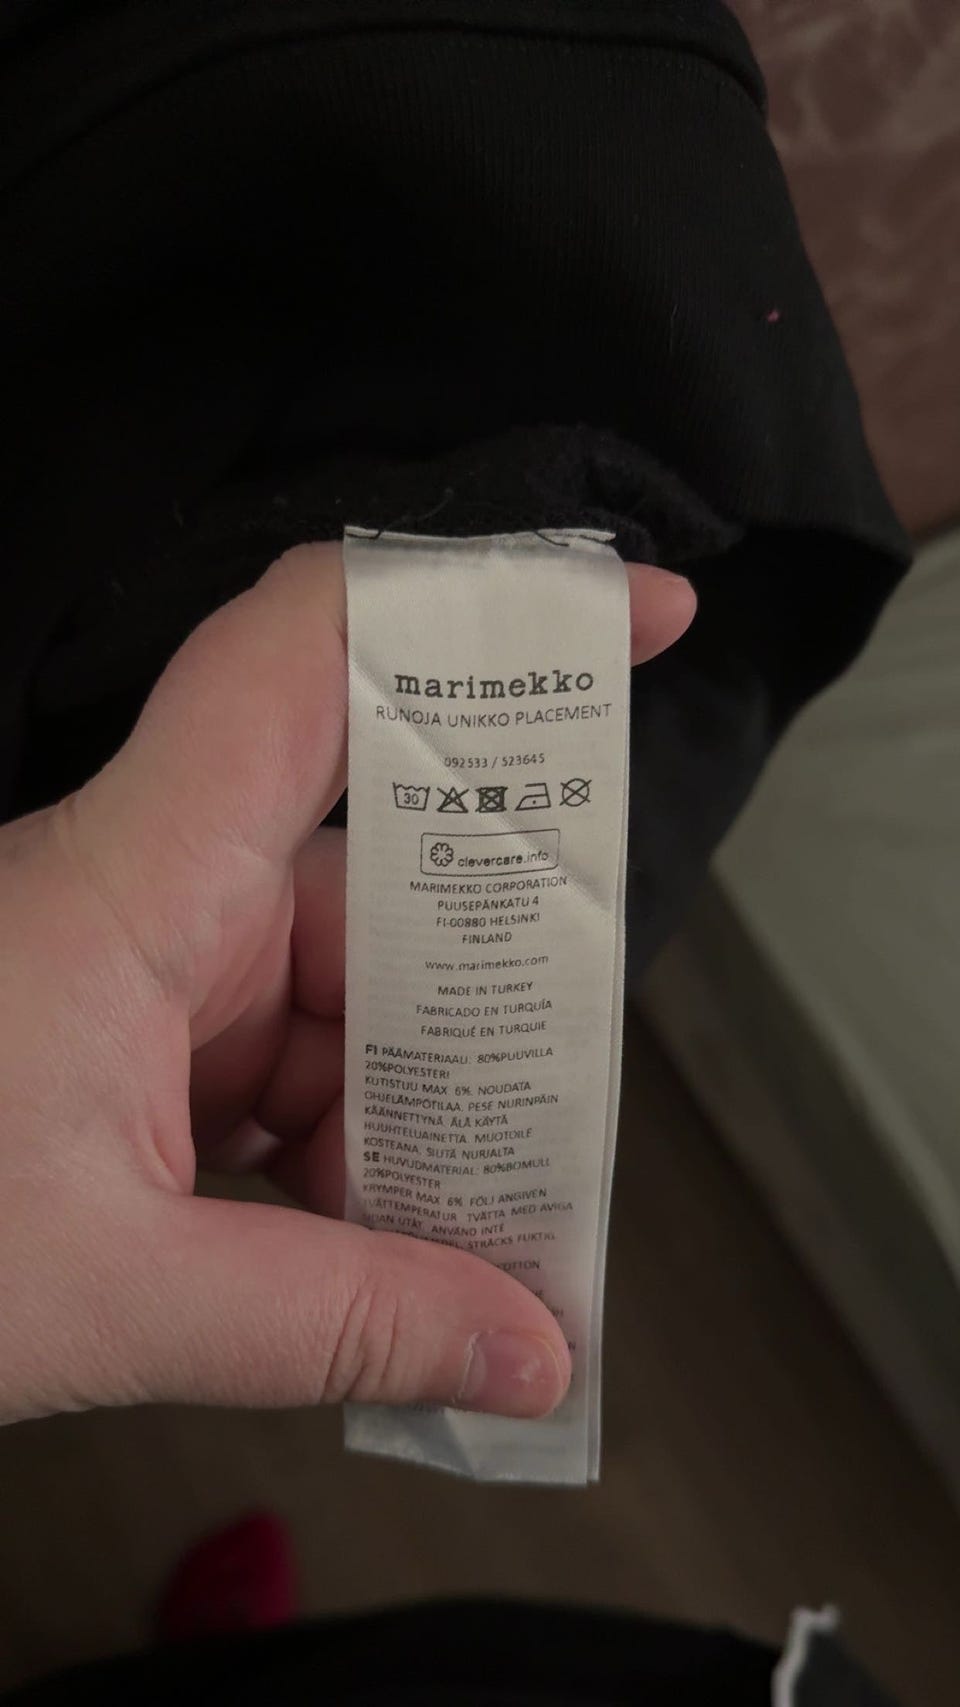 marimekko
RUNOJA UNIKKO PLACEMENT
092533 / 523645
30
clevercare.info
MARIMEKKO CORPORATION
PUUSEPÄNKATU 4
FI-00880 HELSINKI
FINLAND
www.marimekko.com
MADE IN TURKEY
FABRICADO EN TURQUÍA
FABRIQUÉ EN TURQUIE
FI PÄÄMATERIAALI: 80%PUUVILLA
20%POLYESTERI
KUTISTUU MAX. 6%. NOUDATA
OHJELÄMPÖTILAA. PESE NURINPÄIN
KÄÄNNETTYNÄ. ÄLÄ KÄYTÄ
HUUHTELUAINETTA. MUOTOILE
KOSTEANA. SILITÄ NURJALTA
SE HUVUDMATERIAL: 80%BOMULL
20%POLYESTER
KRYMPER MAX. 6%. FÖLJ ANGIVEN
TVÄTTEMPERATUR. TVÄTTA MED AVIGA
SIDAN UTÅT. ANVÄND INTE
STRÄCKS FUKTIG.
COTTON